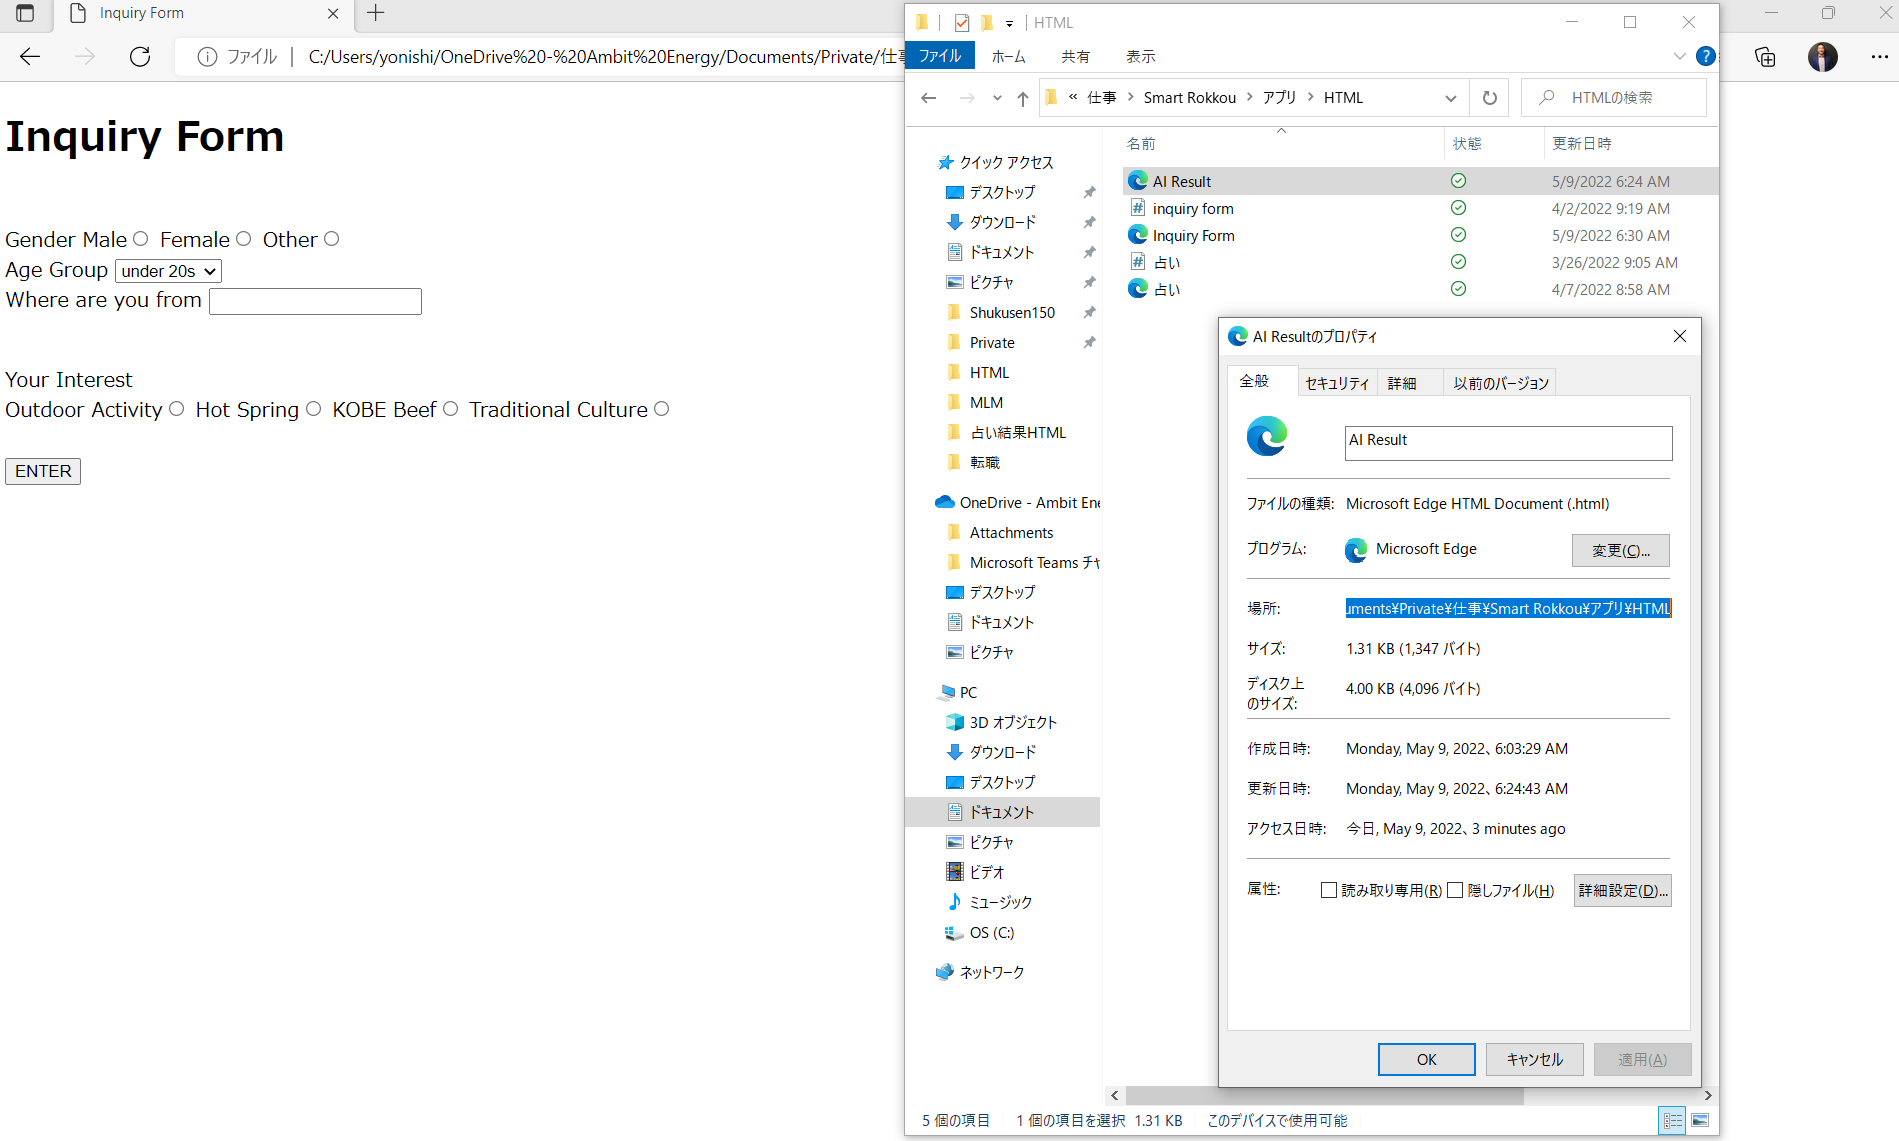 Inquiry Form
ファイル
C:/Users/yonishi/OneDrive%20-%20Ambit%20Energy/Documents/Private/仕事
Inquiry Form
Gender Male Female Other
Age Group under 20s
Where are you from
Your Interest
Outdoor Activity Hot Spring KOBE Beef Traditional Culture
ENTER
HTML
ファイル ホーム 共有 表示
« 仕事 › Smart Rokkou › アプリ › HTML
HTMLの検索
クイック アクセス
デスクトップ
ダウンロード
ドキュメント
ピクチャ
Shukusen150
Private
HTML
MLM
占い結果HTML
転職
OneDrive - Ambit Ene
Attachments
Microsoft Teams チャ
デスクトップ
ドキュメント
ピクチャ
PC
3D オブジェクト
ダウンロード
デスクトップ
ドキュメント
ピクチャ
ビデオ
ミュージック
OS (C:)
ネットワーク
名前 状態 更新日時
AI Result 5/9/2022 6:24 AM
inquiry form 4/2/2022 9:19 AM
Inquiry Form 5/9/2022 6:30 AM
占い 3/26/2022 9:05 AM
占い 4/7/2022 8:58 AM
AI Resultのプロパティ
全般 セキュリティ 詳細 以前のバージョン
AI Result
ファイルの種類: Microsoft Edge HTML Document (.html)
プログラム: Microsoft Edge 変更(C)...
場所: uments¥Private¥仕事¥Smart Rokkou¥アプリ¥HTML
サイズ: 1.31 KB (1,347 バイト)
ディスク上
のサイズ: 4.00 KB (4,096 バイト)
作成日時: Monday, May 9, 2022、6:03:29 AM
更新日時: Monday, May 9, 2022、6:24:43 AM
アクセス日時: 今日, May 9, 2022、3 minutes ago
属性: 読み取り専用(R) 隠しファイル(H) 詳細設定(D)...
OK キャンセル 適用(A)
5 個の項目 1 個の項目を選択 1.31 KB このデバイスで使用可能